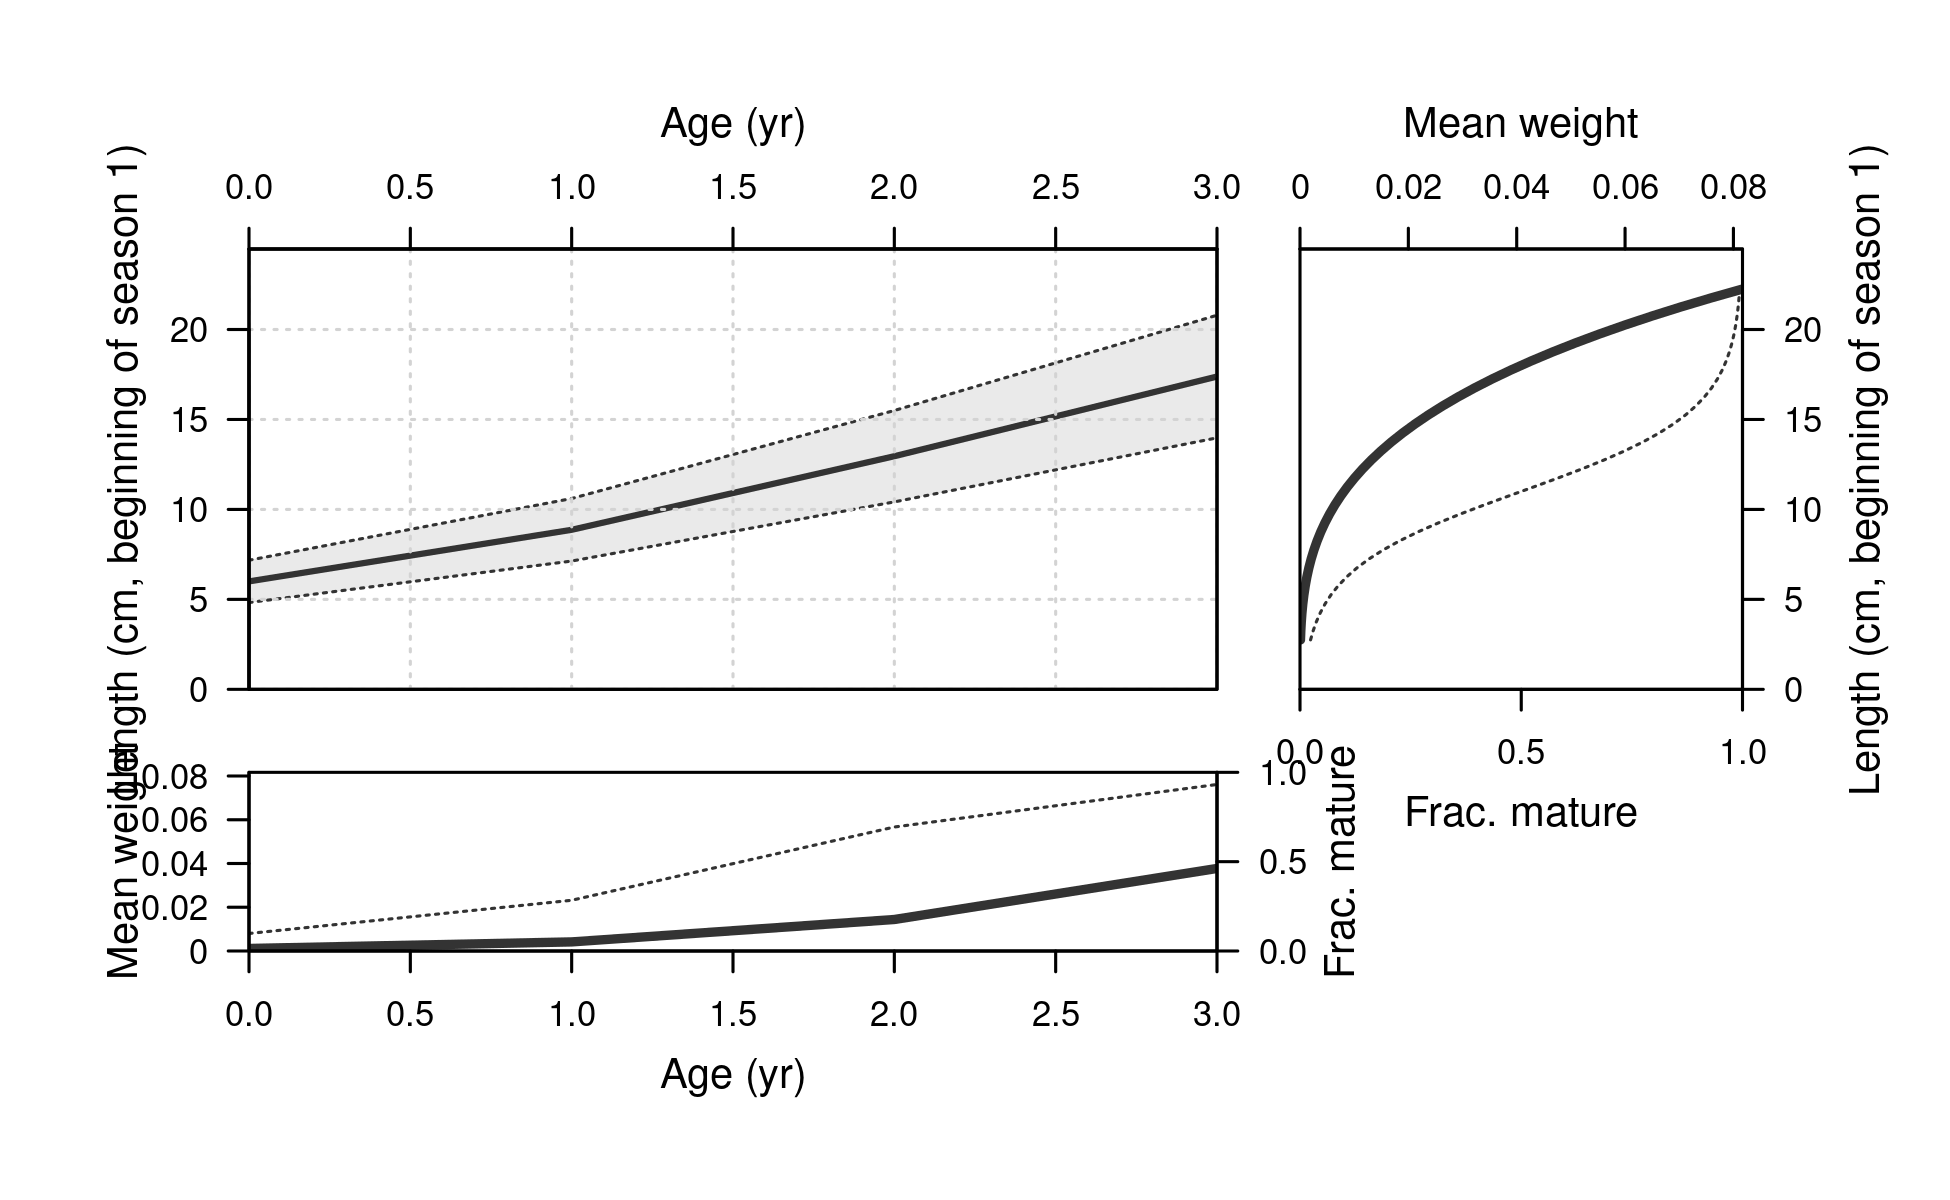 Age (yr)
0.0 0.5 1.0 1.5 2.0 2.5 3.0
Length (cm, beginning of season 1)
20
15
10
5
0
Mean weight
0 0.02 0.04 0.06 0.08
20
15
10
5
0
Length (cm, beginning of season 1)
0.0 0.5 1.0
Frac. mature
Mean weight
0.08
0.06
0.04
0.02
0
1.0
0.5
0.0
Frac. mature
0.0 0.5 1.0 1.5 2.0 2.5 3.0
Age (yr)